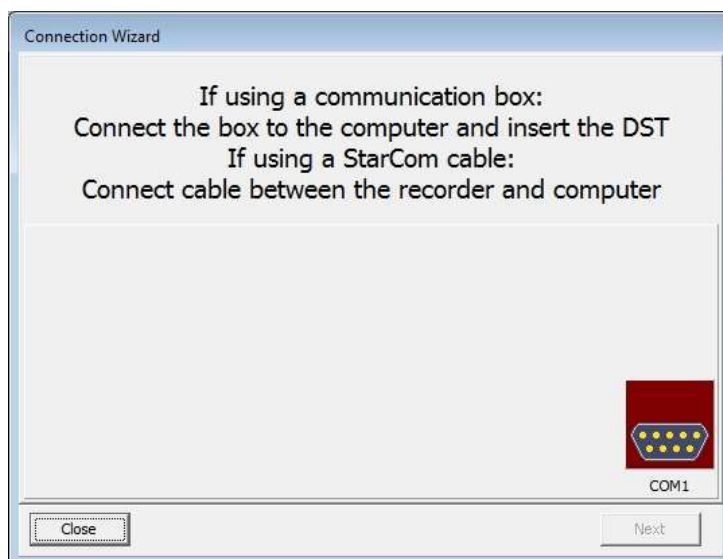 Connection Wizard
If using a communication box:
Connect the box to the computer and insert the DST
If using a StarCom cable:
Connect cable between the recorder and computer
COM1
Close
Next